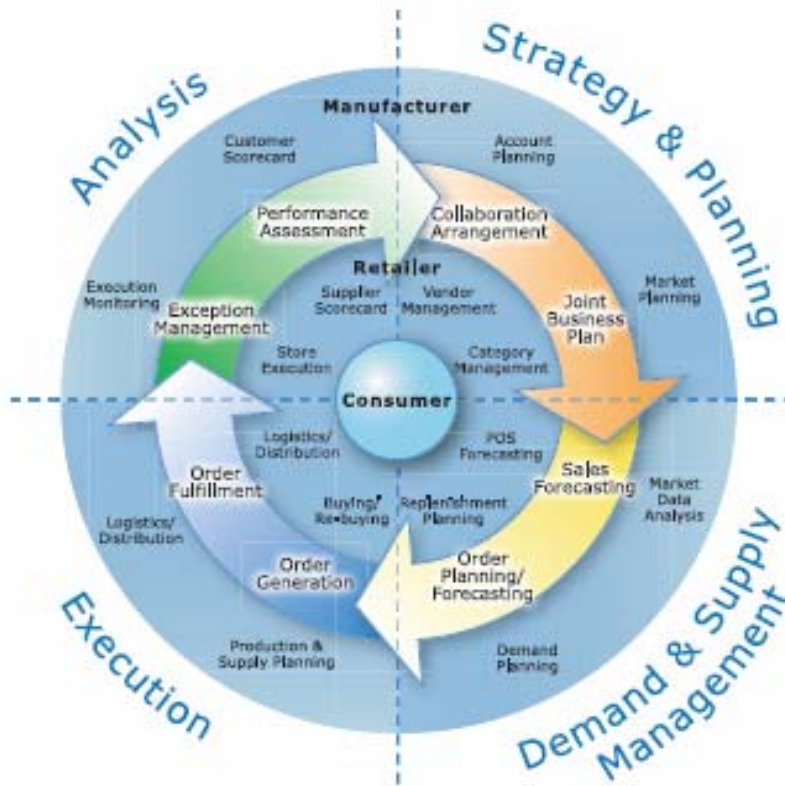 Strategy & Planning
Analysis
Manufacturer
Customer
Scorecard
Account
Planning
Performance
Assessment
Collaboration
Arrangement
Retailer
Execution
Monitoring
Exception
Management
Supplier
Scorecard
Vendor
Management
Joint
Business
Plan
Market
Planning
Store
Execution
Category
Management
Consumer
Logistics/
Distribution
POS
Forecasting
Order
Fulfillment
Sales
Forecasting
Market
Data
Analysis
Logistics/
Distribution
Buying/
Re-buying
Replenishment
Planning
Order
Generation
Order
Planning/
Forecasting
Production &
Supply Planning
Demand
Planning
Execution
Demand & Supply
Management